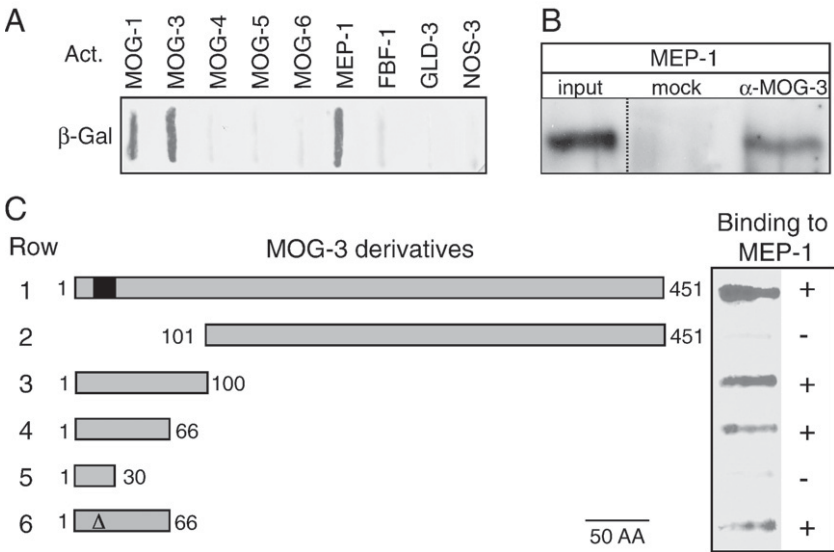 A
Act.
MOG-1
MOG-3
MOG-4
MOG-5
MOG-6
MEP-1
FBF-1
GLD-3
NOS-3
β-Gal
B
MEP-1
input mock α-MOG-3
C
Row MOG-3 derivatives Binding to MEP-1
1 1 451 +
2 101 451 -
3 1 100 +
4 1 66 +
5 1 30 -
6 1 Δ 66 +
50 AA